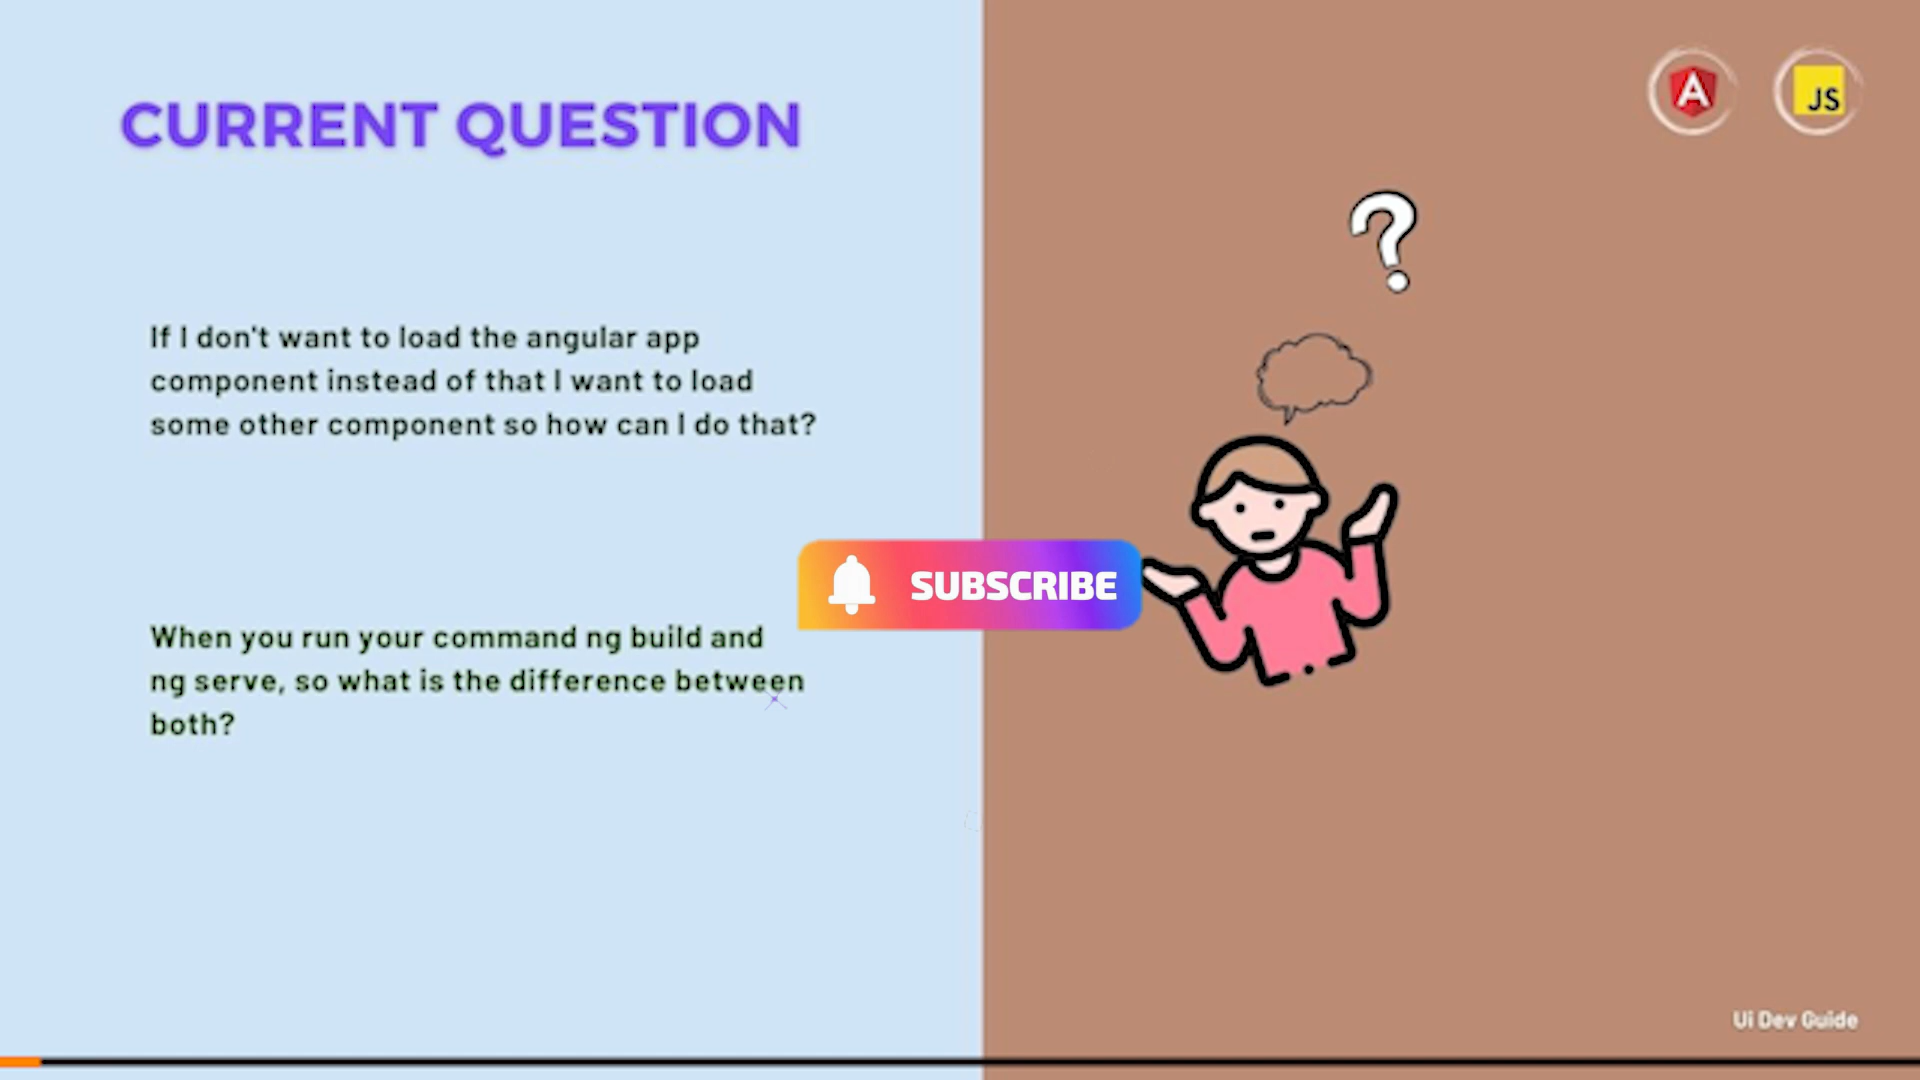 CURRENT QUESTION
A
JS
?
If I don't want to load the angular app
component instead of that I want to load
some other component so how can I do that?
SUBSCRIBE
When you run your command ng build and
ng serve, so what is the difference between
both?
Ui Dev Guide